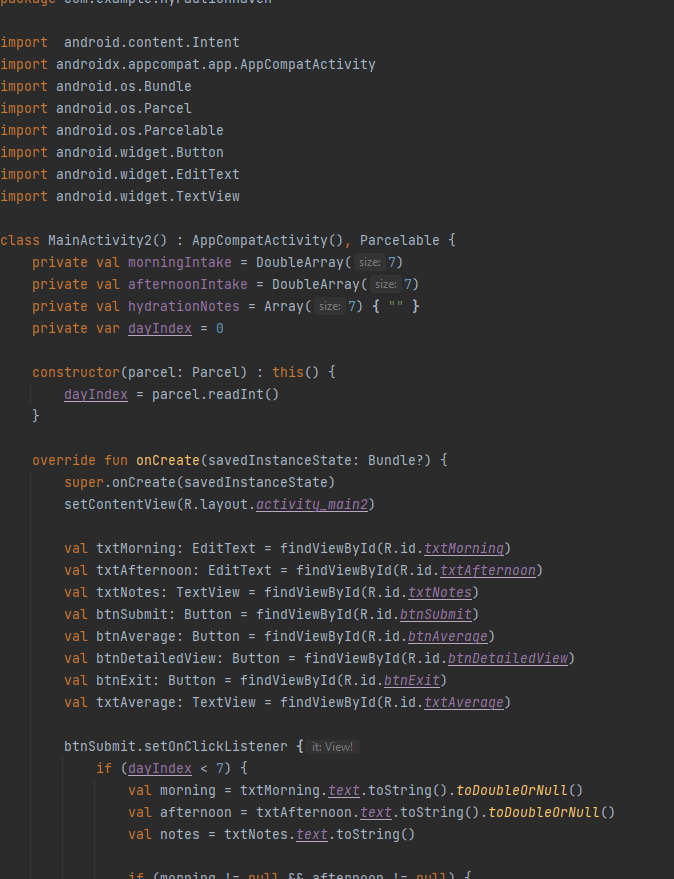 package com.example.hydrationhaven
import  android.content.Intent
import androidx.appcompat.app.AppCompatActivity
import android.os.Bundle
import android.os.Parcel
import android.os.Parcelable
import android.widget.Button
import android.widget.EditText
import android.widget.TextView
class MainActivity2() : AppCompatActivity(), Parcelable {
    private val morningIntake = DoubleArray( size: 7)
    private val afternoonIntake = DoubleArray( size: 7)
    private val hydrationNotes = Array( size: 7) { "" }
    private var dayIndex = 0
    constructor(parcel: Parcel) : this() {
        dayIndex = parcel.readInt()
    }
    override fun onCreate(savedInstanceState: Bundle?) {
        super.onCreate(savedInstanceState)
        setContentView(R.layout.activity_main2)
        val txtMorning: EditText = findViewById(R.id.txtMorning)
        val txtAfternoon: EditText = findViewById(R.id.txtAfternoon)
        val txtNotes: TextView = findViewById(R.id.txtNotes)
        val btnSubmit: Button = findViewById(R.id.btnSubmit)
        val btnAverage: Button = findViewById(R.id.btnAverage)
        val btnDetailedView: Button = findViewById(R.id.btnDetailedView)
        val btnExit: Button = findViewById(R.id.btnExit)
        val txtAverage: TextView = findViewById(R.id.txtAverage)
        btnSubmit.setOnClickListener { it: View!
            if (dayIndex < 7) {
                val morning = txtMorning.text.toString().toDoubleOrNull()
                val afternoon = txtAfternoon.text.toString().toDoubleOrNull()
                val notes = txtNotes.text.toString()
                if (morning != null && afternoon != null) {